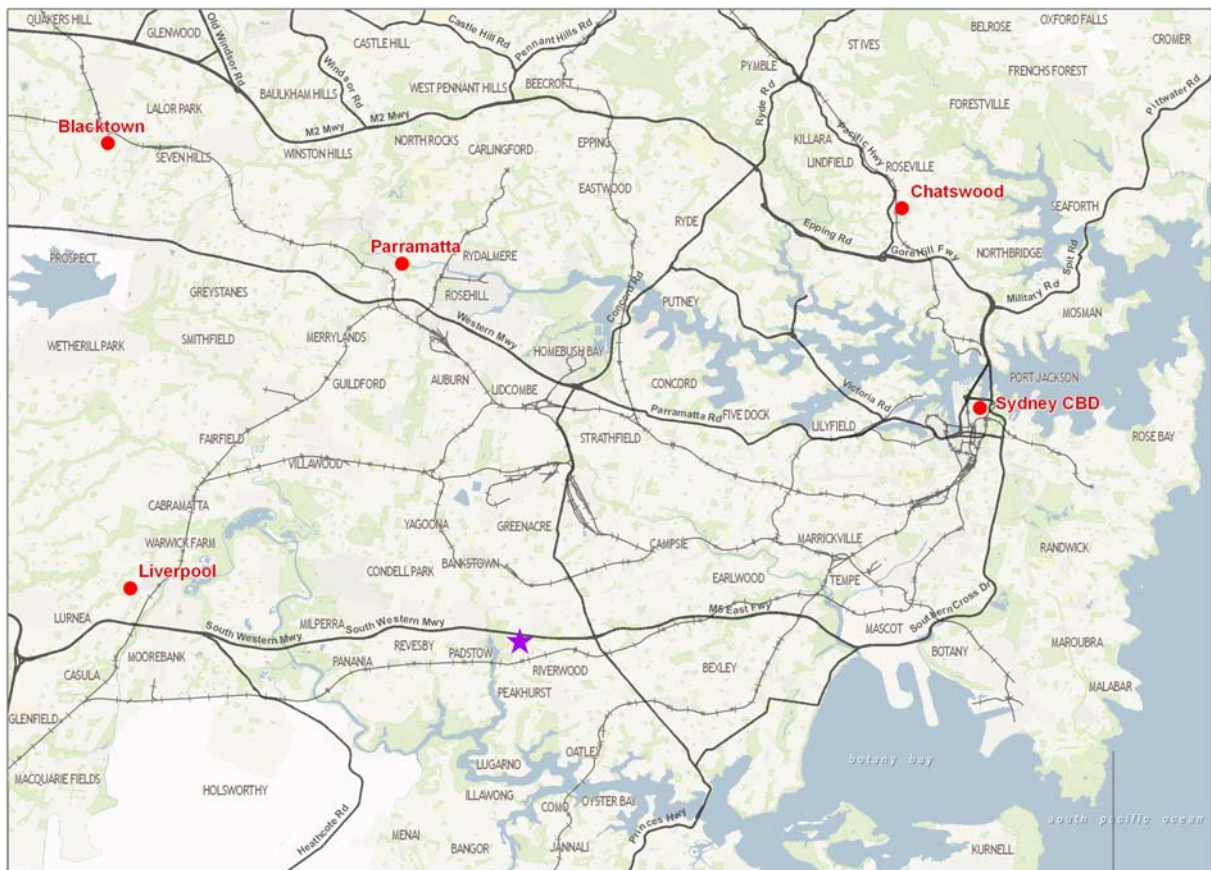 QUAKERS HILL
GLENWOOD
Old Windsor Rd
CASTLE HILL
Castle Hill Rd
Pennant Hills Rd
Windsor Rd
WEST PENNANT HILLS
BEECROFT
PYMBLE
ST IVES
BELROSE
OXFORD FALLS
CROMER
FRENCHS FOREST
Pittwater Rd
LALOR PARK
BAULKHAM HILLS
M2 Mwy
M2 Mwy
Ryde Rd
FORESTVILLE
Blacktown
SEVEN HILLS
WINSTON HILLS
NORTH ROCKS
CARLINGFORD
EPPING
KILLARA
LINDFIELD
Pacific Hwy
ROSEVILLE
EASTWOOD
Chatswood
SEAFORTH
RYDE
Epping Rd
Gore Hill Fwy
NORTHBRIDGE
Spit Rd
PROSPECT
Parramatta
RYDALMERE
GREYSTANES
ROSEHILL
Concord Rd
PUTNEY
Military Rd
MOSMAN
WETHERILL PARK
SMITHFIELD
MERRYLANDS
Western Mwy
HOMEBUSH BAY
GUILDFORD
AUBURN
LIDCOMBE
CONCORD
Victoria Rd
PORT JACKSON
Parramatta Rd
FIVE DOCK
LILYFIELD
Sydney CBD
FAIRFIELD
STRATHFIELD
ROSE BAY
VILLAWOOD
CABRAMATTA
YAGOONA
GREENACRE
WARWICK FARM
CAMPSIE
MARRICKVILLE
RANDWICK
Liverpool
CONDELL PARK
BANKSTOWN
EARLWOOD
TEMPE
LURNEA
South Western Mwy
MILPERRA
South Western Mwy
M5 East Fwy
Southern Cross Dr
MASCOT
REVESBY
PADSTOW
BOTANY
MAROUBRA
MOOREBANK
PANANIA
RIVERWOOD
BEXLEY
CASULA
PEAKHURST
MALABAR
GLENFIELD
OATLEY
botany bay
MACQUARIE FIELDS
HOLSWORTHY
LUGARNO
ILLAWONG
COMO
OYSTER BAY
Heathcote Rd
MENAI
BANGOR
JANNALI
Princes Hwy
south pacific ocean
KURNELL